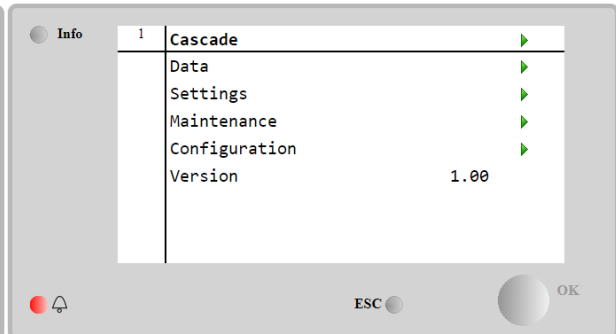 Info
1 Cascade
Data
Settings
Maintenance
Configuration
Version 1.00
ESC
OK